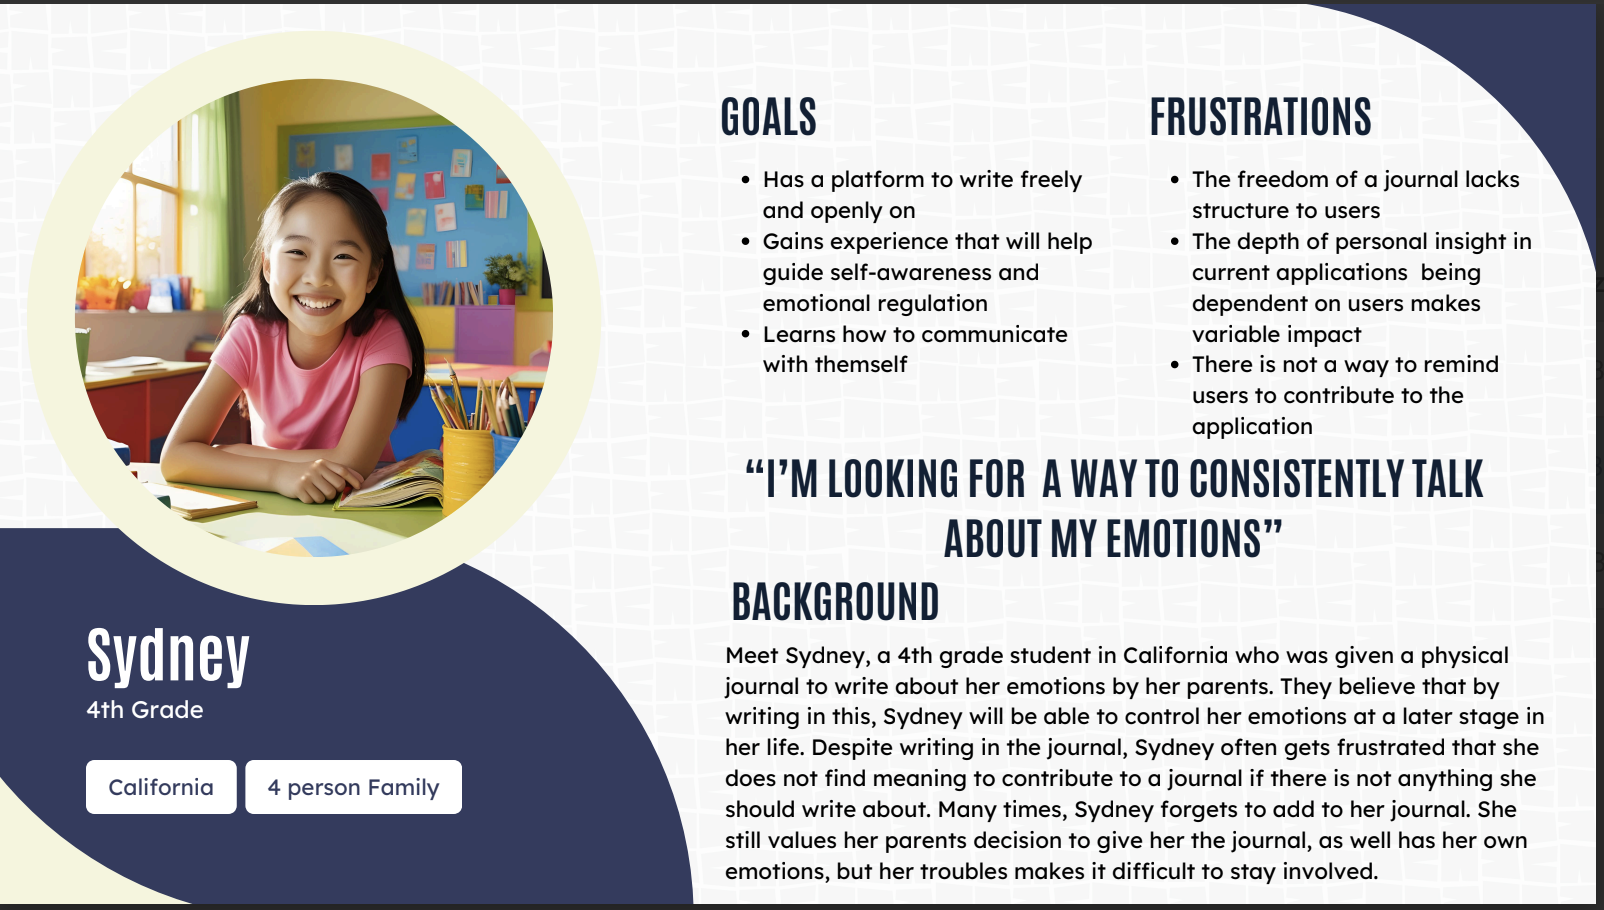 GOALS
• Has a platform to write freely
and openly on
• Gains experience that will help
guide self-awareness and
emotional regulation
• Learns how to communicate
with themself
FRUSTRATIONS
• The freedom of a journal lacks
structure to users
• The depth of personal insight in
current applications  being
dependent on users makes
variable impact
• There is not a way to remind
users to contribute to the
application
“I’M LOOKING FOR  A WAY TO CONSISTENTLY TALK
ABOUT MY EMOTIONS”
BACKGROUND
Meet Sydney, a 4th grade student in California who was given a physical
journal to write about her emotions by her parents. They believe that by
writing in this, Sydney will be able to control her emotions at a later stage in
her life. Despite writing in the journal, Sydney often gets frustrated that she
does not find meaning to contribute to a journal if there is not anything she
should write about. Many times, Sydney forgets to add to her journal. She
still values her parents decision to give her the journal, as well has her own
emotions, but her troubles makes it difficult to stay involved.
Sydney
4th Grade
California
4 person Family